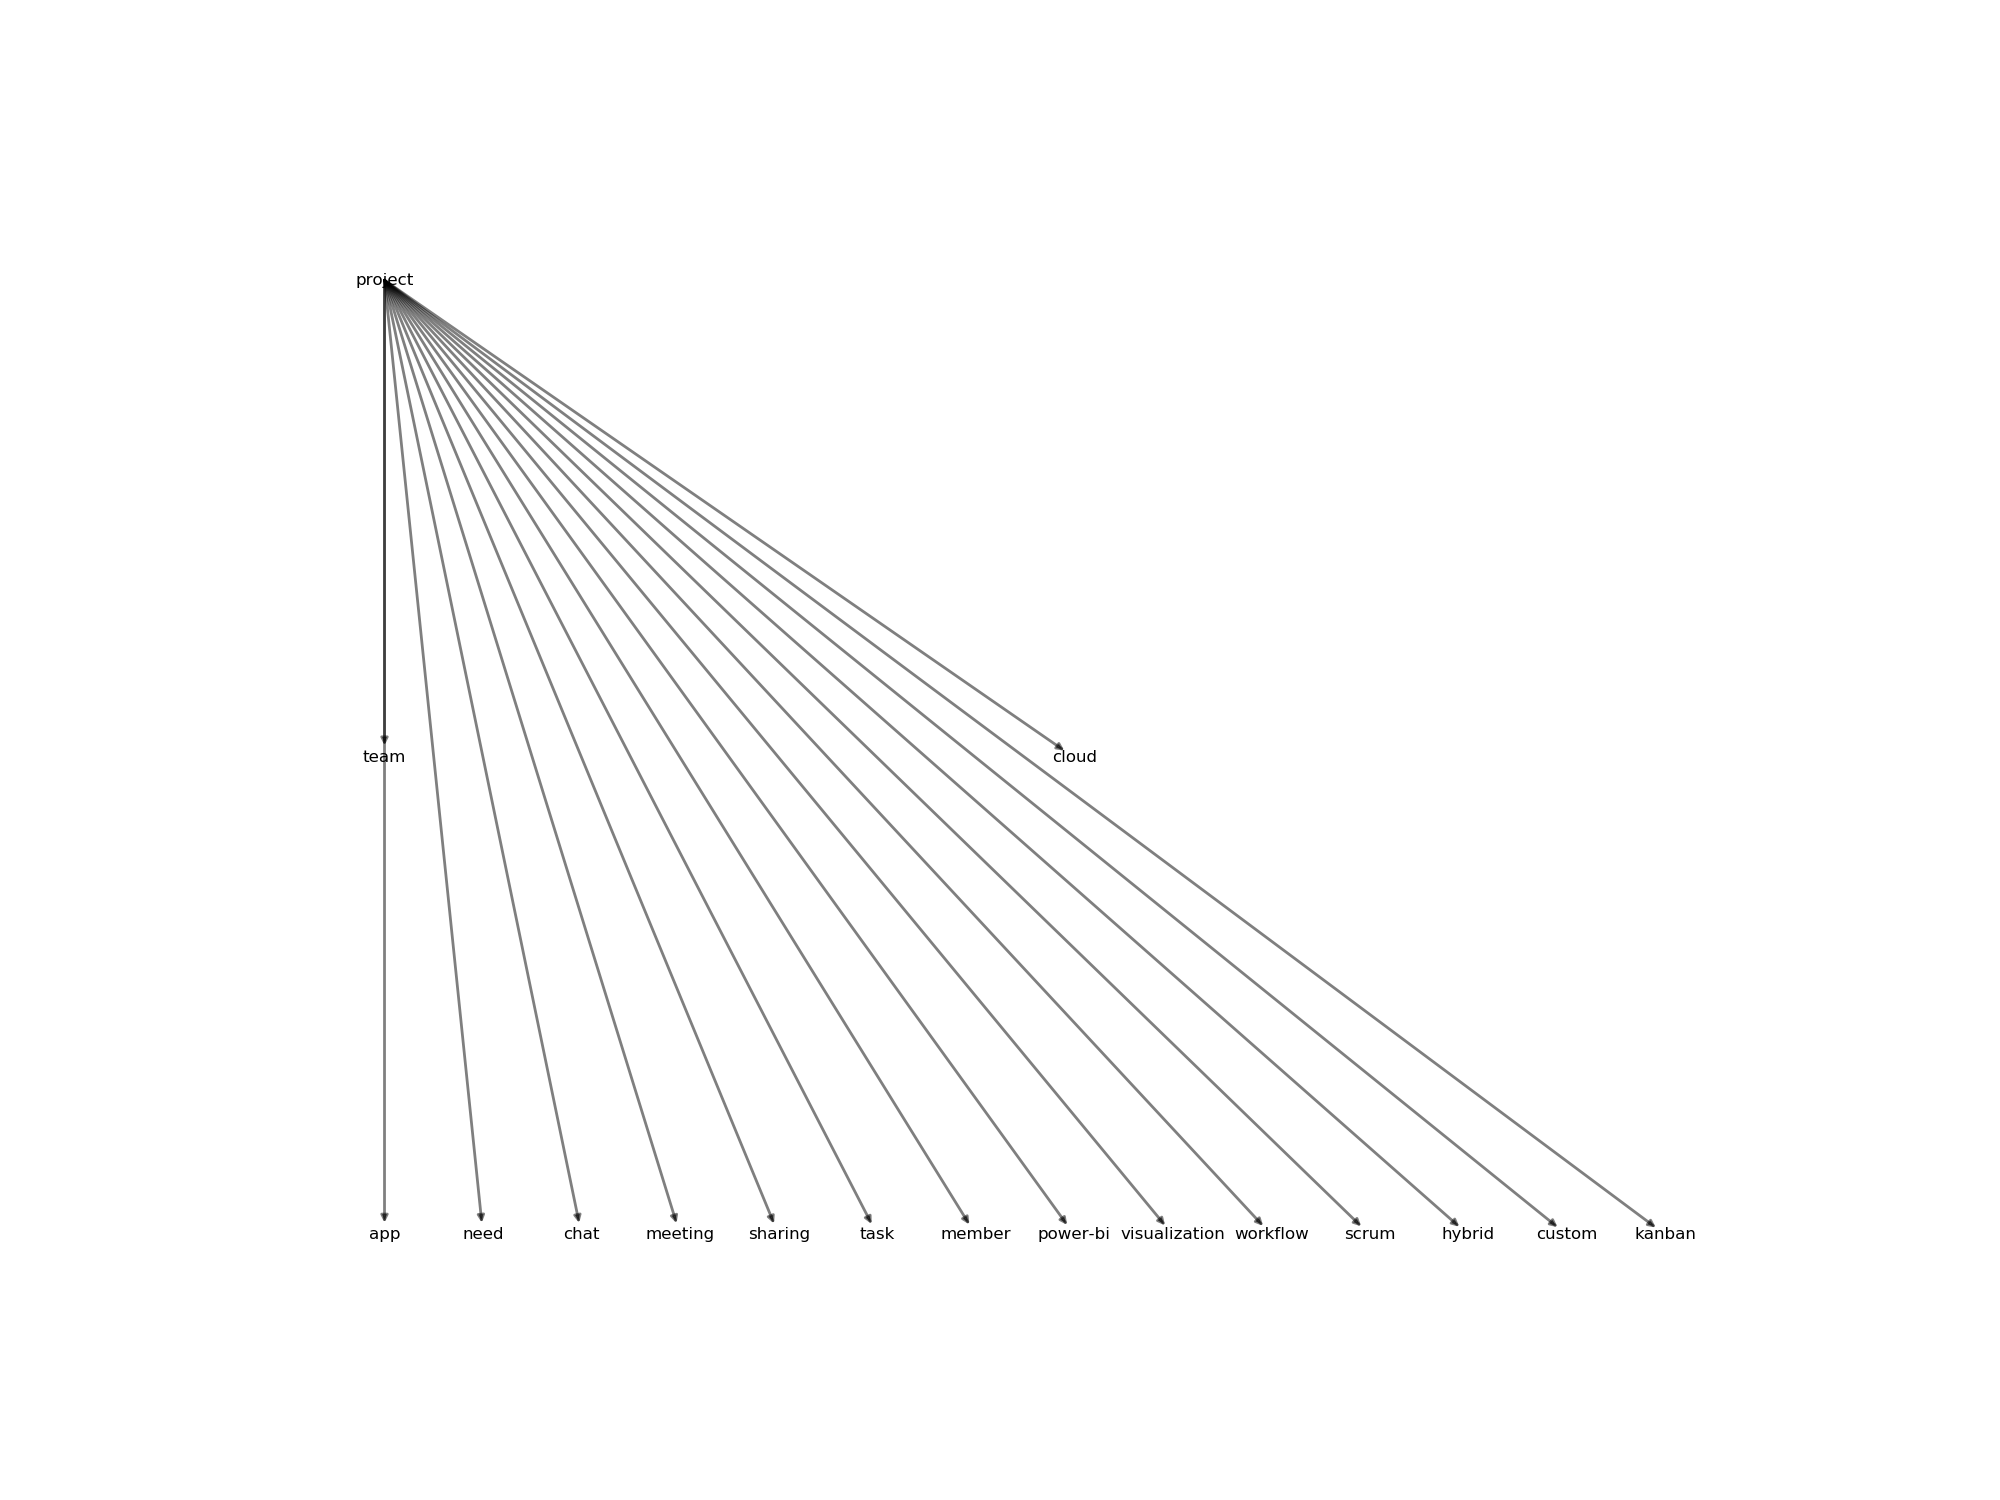 project
team cloud
app need chat meeting sharing task member power-bi visualization workflow scrum hybrid custom kanban